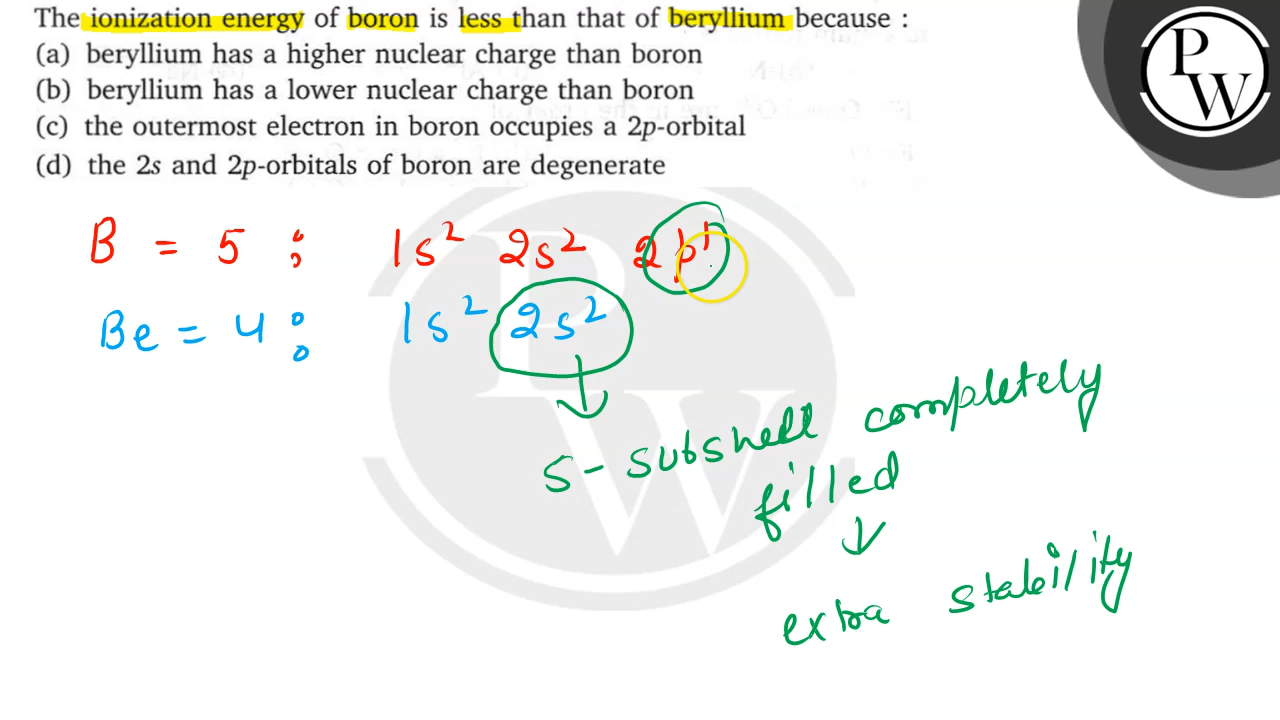 The ionization energy of boron is less than that of beryllium because :
(a) beryllium has a higher nuclear charge than boron
(b) beryllium has a lower nuclear charge than boron
(c) the outermost electron in boron occupies a 2p-orbital
(d) the 2s and 2p-orbitals of boron are degenerate
PW
B = 5 : 1s² 2s² 2p¹
Be = 4 : 1s² 2s²
s-subshell completely
filled
extra stability
PW